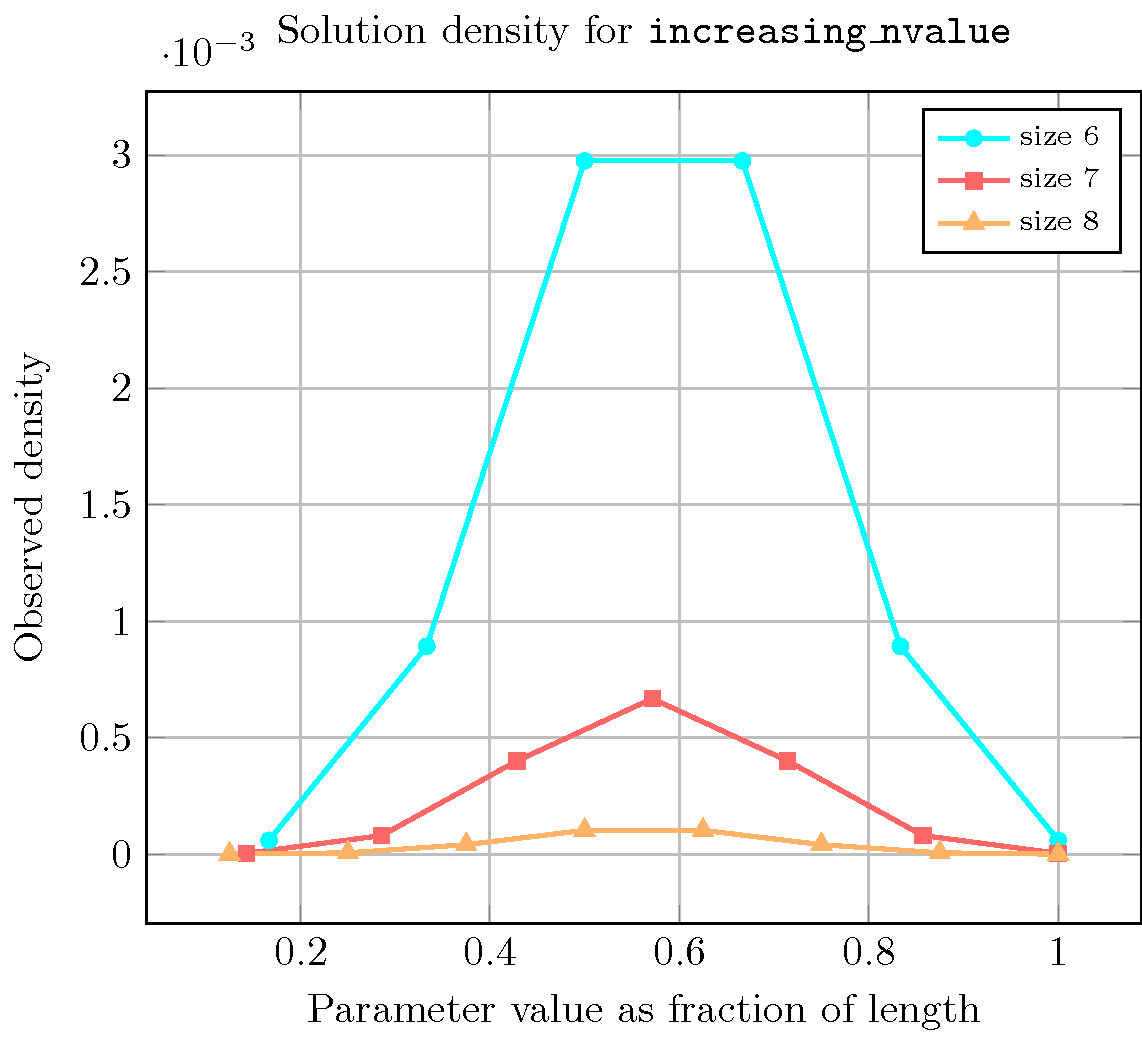 Solution density for increasing_nvalue
·10−3
size 6
size 7
size 8
3
2.5
2
1.5
1
0.5
0
Observed density
0.2 0.4 0.6 0.8 1
Parameter value as fraction of length